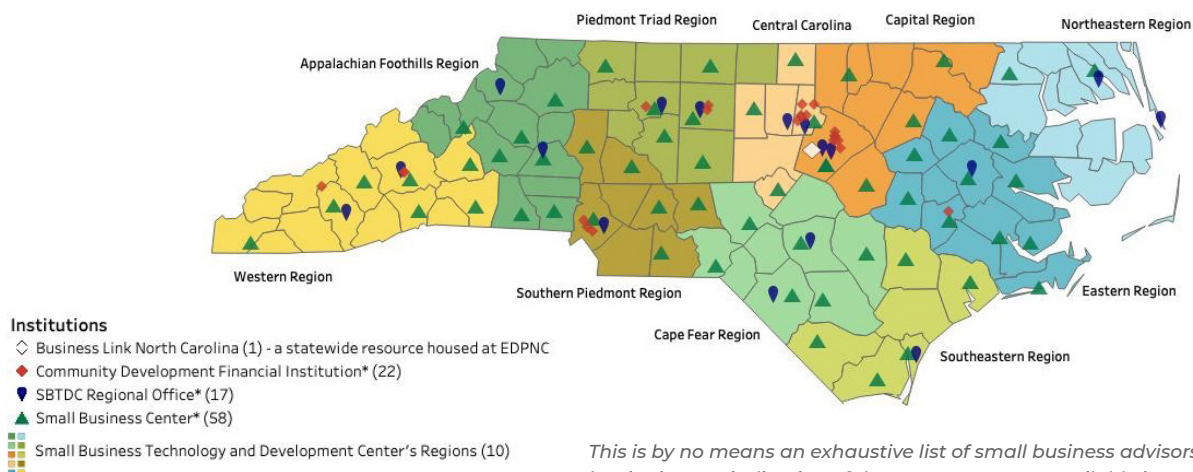 Piedmont Triad Region
Central Carolina
Capital Region
Northeastern Region
Appalachian Foothills Region
Western Region
Southern Piedmont Region
Eastern Region
Cape Fear Region
Southeastern Region
Institutions
Business Link North Carolina (1) - a statewide resource housed at EDPNC
Community Development Financial Institution* (22)
SBTDC Regional Office* (17)
Small Business Center* (58)
Small Business Technology and Development Center's Regions (10)
This is by no means an exhaustive list of small business advisors